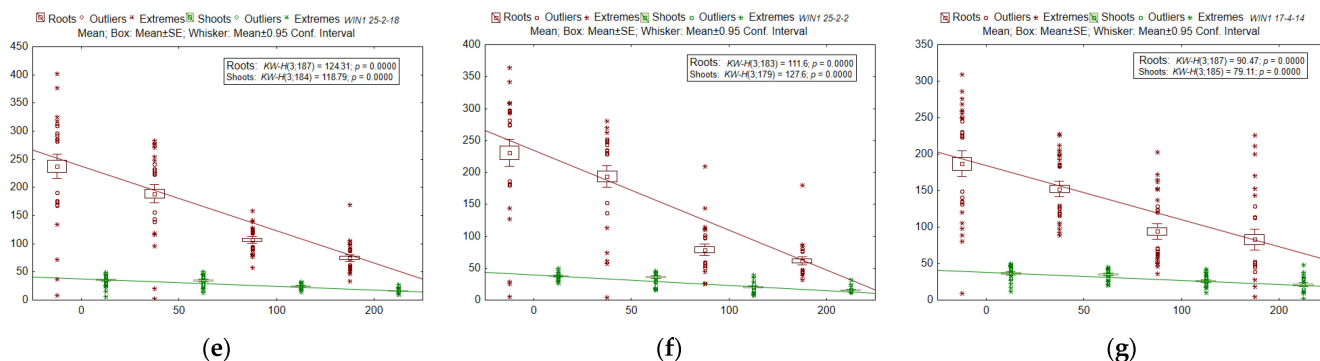 Roots Outliers Extremes Shoots Outliers Extremes WIN1 25-2-18
Mean; Box: Mean±SE; Whisker: Mean±0.95 Conf. Interval
Roots: KW-H(3;187) = 124.31; p = 0.0000
Shoots: KW-H(3;184) = 118.79; p = 0.0000
450
400
350
300
250
200
150
100
50
0
0 50 100 200
(e)
Roots Outliers Extremes Shoots Outliers Extremes WIN1 25-2-2
Mean; Box: Mean±SE; Whisker: Mean±0.95 Conf. Interval
Roots: KW-H(3;183) = 111.6; p = 0.0000
Shoots: KW-H(3;179) = 127.6; p = 0.0000
400
350
300
250
200
150
100
50
0
0 50 100 200
(f)
Roots Outliers Extremes Shoots Outliers Extremes WIN1 17-4-14
Mean; Box: Mean±SE; Whisker: Mean±0.95 Conf. Interval
Roots: KW-H(3;187) = 90.47; p = 0.0000
Shoots: KW-H(3;185) = 79.11; p = 0.0000
350
300
250
200
150
100
50
0
0 50 100 200
(g)